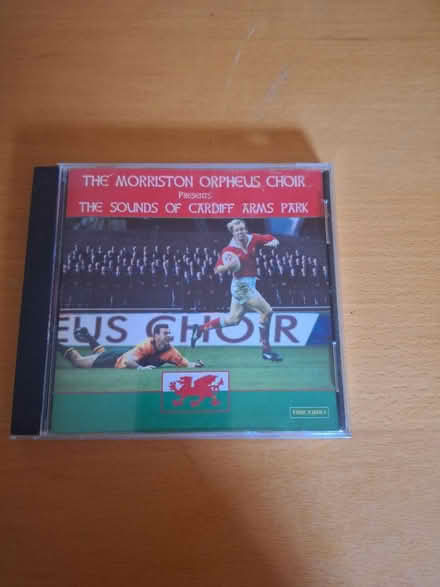 THE MORRISTON ORPHEUS CHOIR
PRESENTS
THE SOUNDS OF CARDIFF ARMS PARK
EUS CHOIR